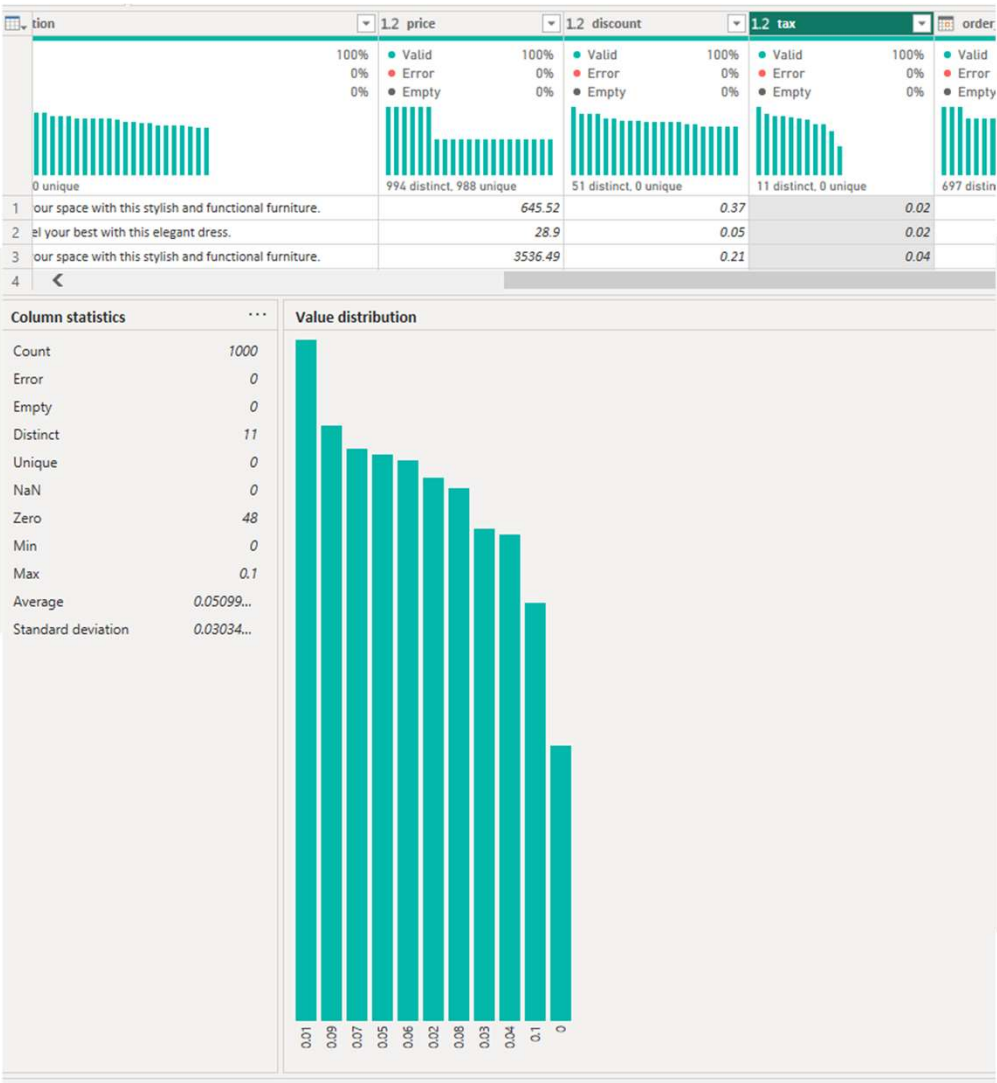 tion 1.2 price 1.2 discount 1.2 tax order
100% Valid 100% Valid 100% Valid 100% Valid
0% Error 0% Error 0% Error 0% Error
0% Empty 0% Empty 0% Empty 0% Empty
0 unique 994 distinct, 988 unique 51 distinct, 0 unique 11 distinct, 0 unique 697 distin
1 our space with this stylish and functional furniture. 645.52 0.37 0.02
2 el your best with this elegant dress. 28.9 0.05 0.02
3 our space with this stylish and functional furniture. 3536.49 0.21 0.04
4
Column statistics ...
Count 1000
Error 0
Empty 0
Distinct 11
Unique 0
NaN 0
Zero 48
Min 0
Max 0.1
Average 0.05099...
Standard deviation 0.03034...
Value distribution
0.01 0.09 0.07 0.05 0.06 0.02 0.08 0.03 0.04 0.1 0